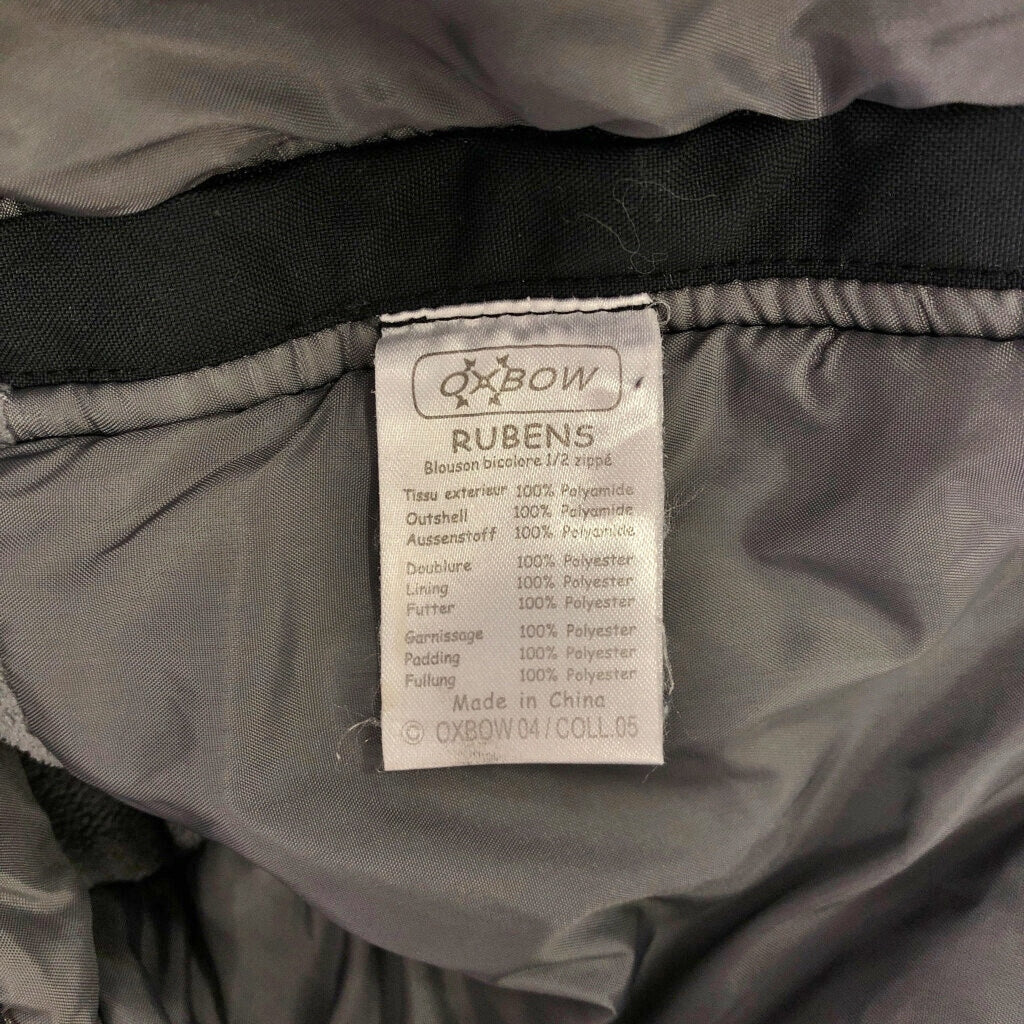 OXBOW
RUBENS
Blouson bicolore 1/2 zippé
Tissu exterieur 100% Polyamide
Outshell 100% Polyamide
Aussenstoff 100% Polyamide
Doublure 100% Polyester
Lining 100% Polyester
Futter 100% Polyester
Garnissage 100% Polyester
Padding 100% Polyester
Fullung 100% Polyester
Made in China
© OXBOW 04 / COLL.05